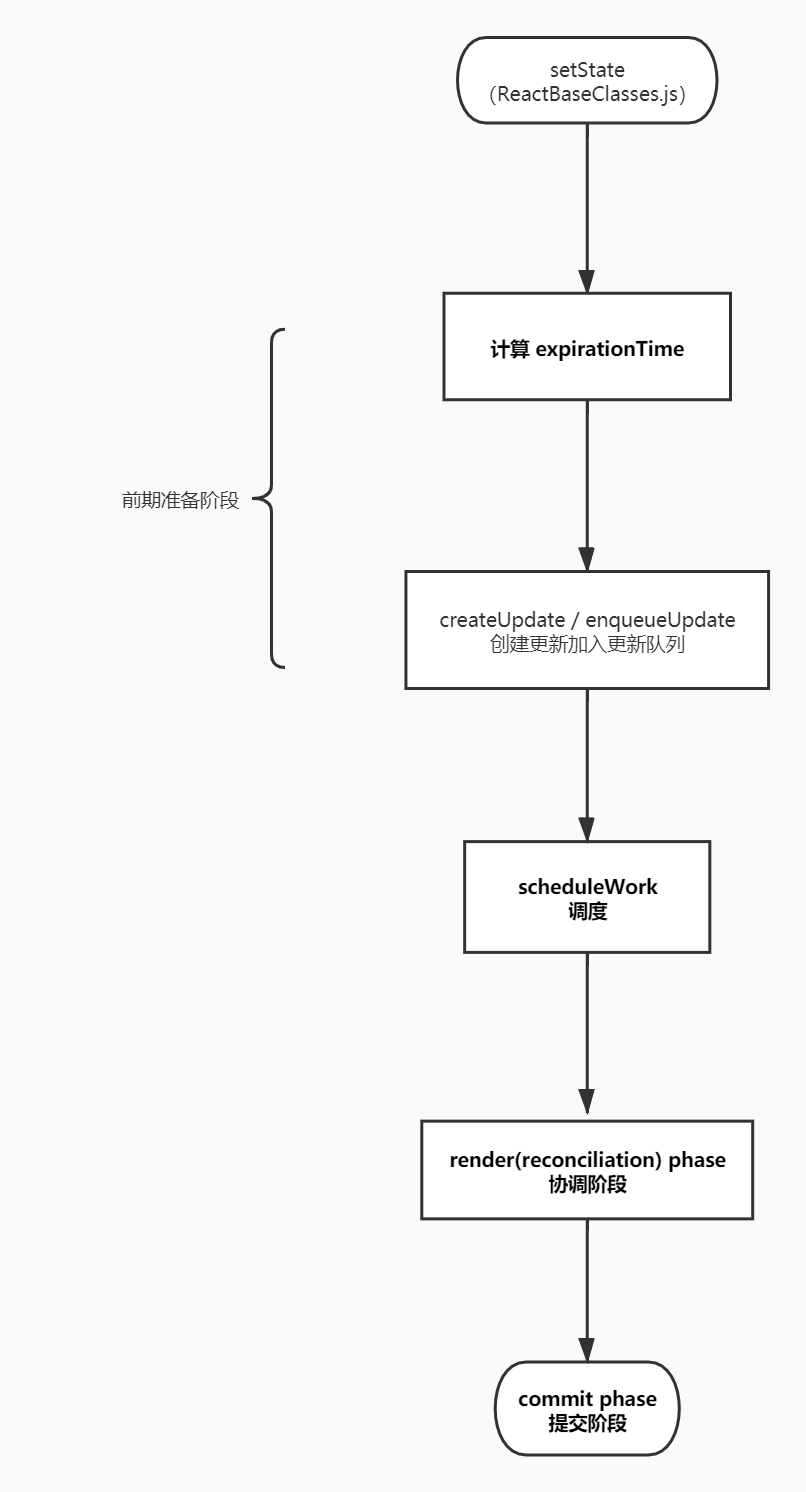 setState
（ReactBaseClasses.js）
计算 expirationTime
前期准备阶段
createUpdate / enqueueUpdate
创建更新加入更新队列
scheduleWork
调度
render(reconciliation) phase
协调阶段
commit phase
提交阶段